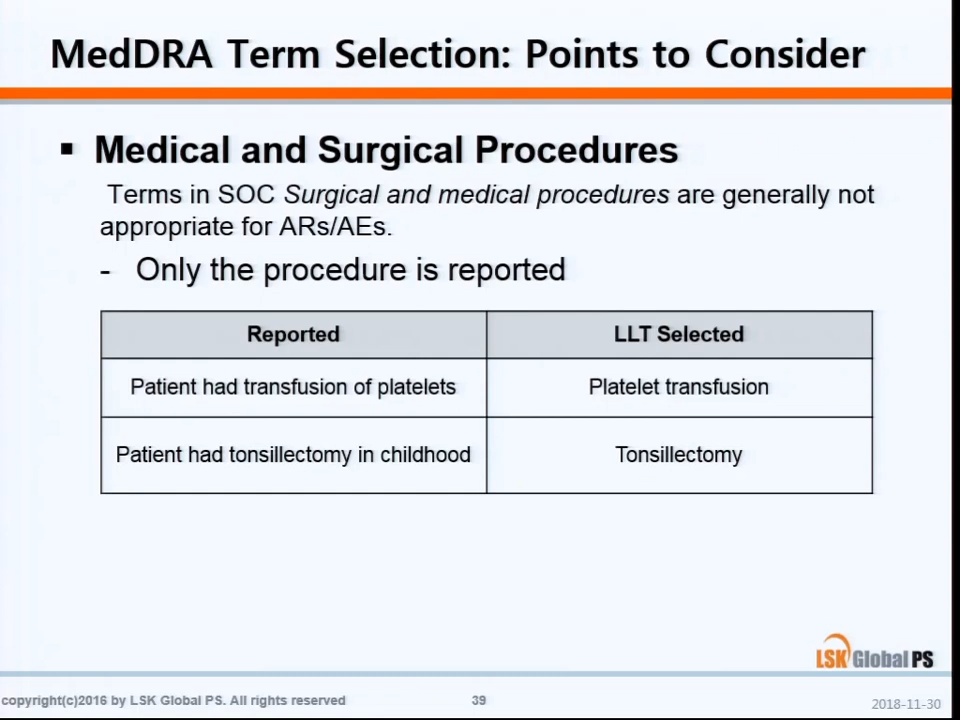 MedDRA Term Selection: Points to Consider
▪ Medical and Surgical Procedures
Terms in SOC Surgical and medical procedures are generally not
appropriate for ARs/AEs.
- Only the procedure is reported
Reported LLT Selected
Patient had transfusion of platelets Platelet transfusion
Patient had tonsillectomy in childhood Tonsillectomy
LSK Global PS
copyright(c)2016 by LSK Global PS. All rights reserved 39 2018-11-30